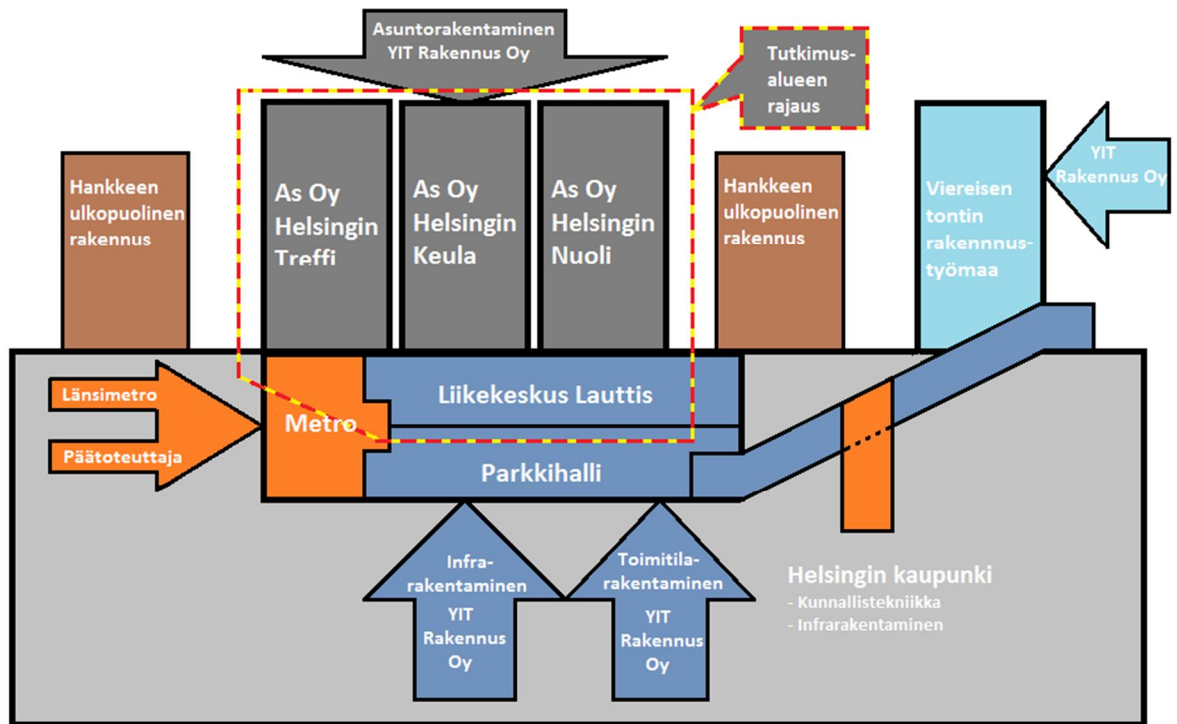 Asuntorakentaminen
YIT Rakennus Oy
Tutkimus-
alueen
rajaus
Hankkeen
ulkopuolinen
rakennus
As Oy
Helsingin
Treffi
As Oy
Helsingin
Keula
As Oy
Helsingin
Nuoli
Hankkeen
ulkopuolinen
rakennus
Viereisen
tontin
rakennnus-
työmaa
YIT
Rakennus Oy
Länsimetro
Päätoteuttaja
Metro
Liikekeskus Lauttis
Parkkihalli
Infra-
rakentaminen
YIT
Rakennus
Oy
Toimitila-
rakentaminen
YIT
Rakennus
Oy
Helsingin kaupunki
- Kunnallistekniikka
- Infrarakentaminen